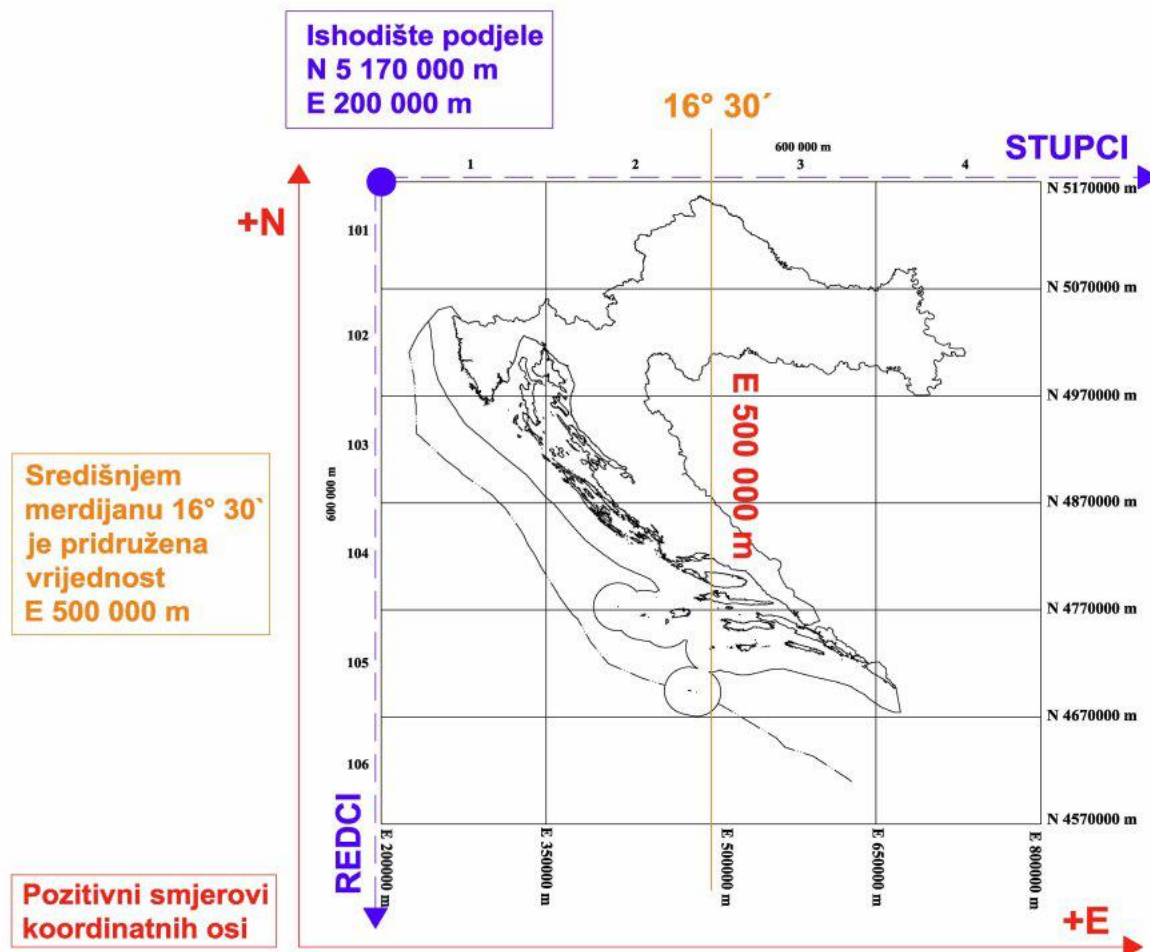 Ishodište podjele
N 5 170 000 m
E 200 000 m
16° 30´
600 000 m
STUPCI
1
2
3
4
+N
N 5170000 m
101
N 5070000 m
102
N 4970000 m
E 500 000 m
103
600 000 m
N 4870000 m
Središnjem
merdijanu 16° 30`
je pridružena
vrijednost
E 500 000 m
104
N 4770000 m
105
N 4670000 m
106
N 4570000 m
REDCI
E 200000 m
E 350000 m
E 500000 m
E 650000 m
E 800000 m
Pozitivni smjerovi
koordinatnih osi
+E